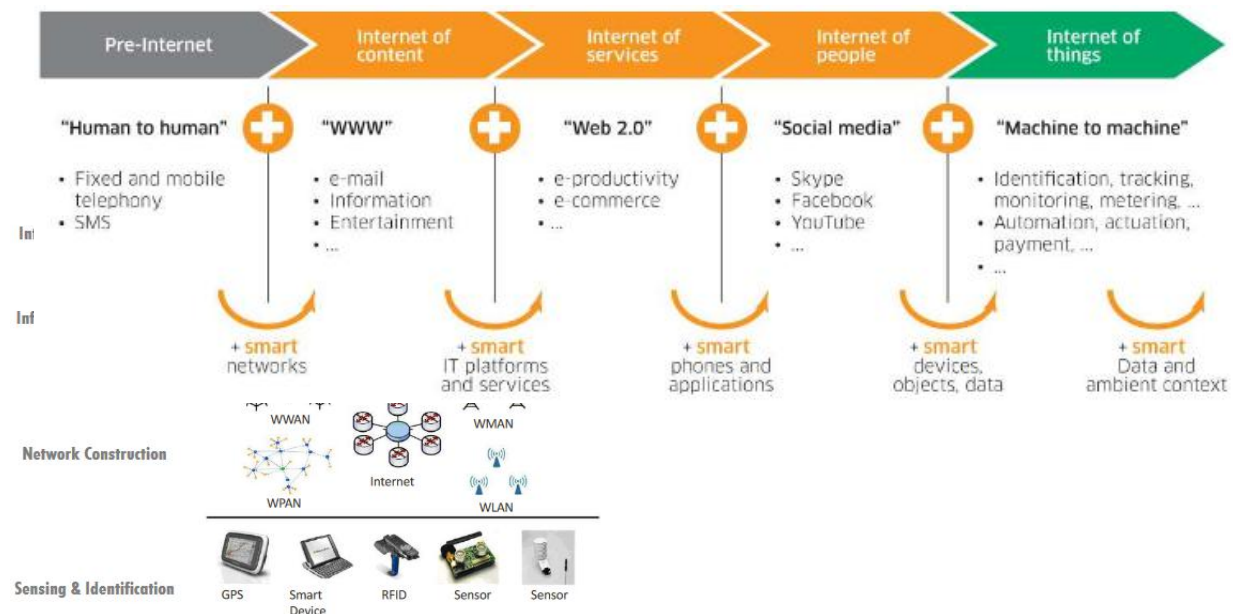 Pre-Internet
Internet of
content
Internet of
services
Internet of
people
Internet of
things
"Human to human"
"WWW"
"Web 2.0"
"Social media"
"Machine to machine"
• Fixed and mobile
telephony
• SMS
• e-mail
• Information
• Entertainment
• ...
• e-productivity
• e-commerce
• ...
• Skype
• Facebook
• YouTube
• ...
• Identification, tracking,
monitoring, metering, ...
• Automation, actuation,
payment, ...
• ...
+ smart
networks
+ smart
IT platforms
and services
+ smart
phones and
applications
+ smart
devices,
objects, data
+ smart
Data and
ambient context
WWAN
WMAN
Network Construction
Internet
WPAN
WLAN
Sensing & Identification
GPS
Smart
Device
RFID
Sensor
Sensor